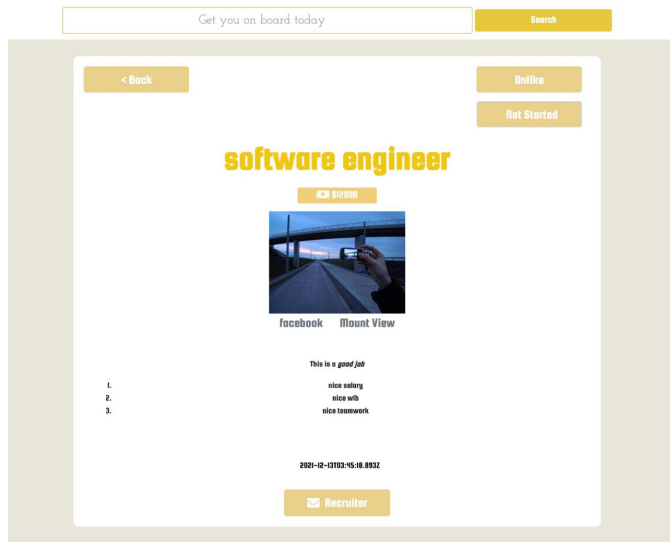 Get you on board today
Search
< Back
Unlike
Not Started
software engineer
$12000
facebook Mount View
This is a good job
1. nice salary
2. nice wlb
3. nice teamwork
2021-12-13T03:45:18.893Z
Recruiter